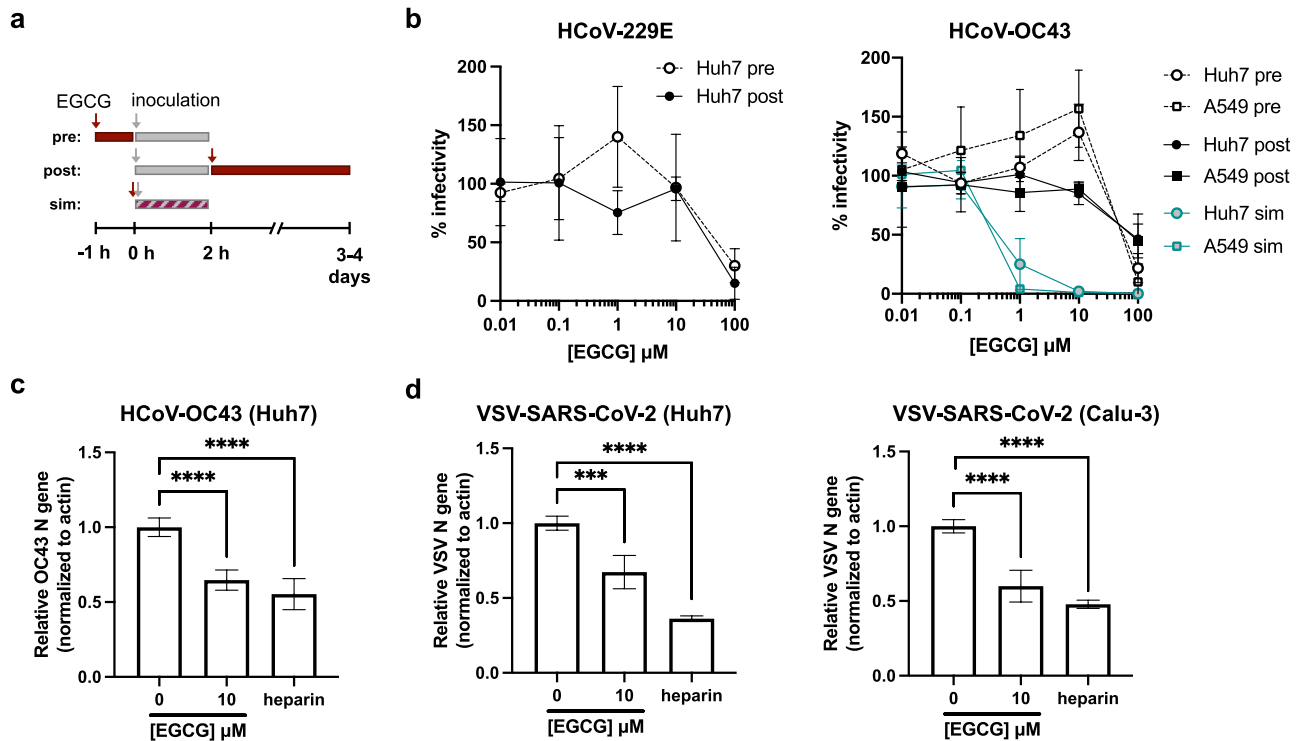 a
EGCG inoculation
pre:
post:
sim:
-1 h 0 h 2 h 3-4
days
b
HCoV-229E
% infectivity
200
150
100
50
0
0.01 0.1 1 10 100
[EGCG] µM
Huh7 pre
Huh7 post
HCoV-OC43
% infectivity
200
150
100
50
0
0.01 0.1 1 10 100
[EGCG] µM
Huh7 pre
A549 pre
Huh7 post
A549 post
Huh7 sim
A549 sim
c
HCoV-OC43 (Huh7)
Relative OC43 N gene
(normalized to actin)
1.5
1.0
0.5
0.0
****
****
0 10 heparin
[EGCG] µM
d
VSV-SARS-CoV-2 (Huh7)
Relative VSV N gene
(normalized to actin)
1.5
1.0
0.5
0.0
****
***
0 10 heparin
[EGCG] µM
VSV-SARS-CoV-2 (Calu-3)
Relative VSV N gene
(normalized to actin)
1.5
1.0
0.5
0.0
****
****
0 10 heparin
[EGCG] µM